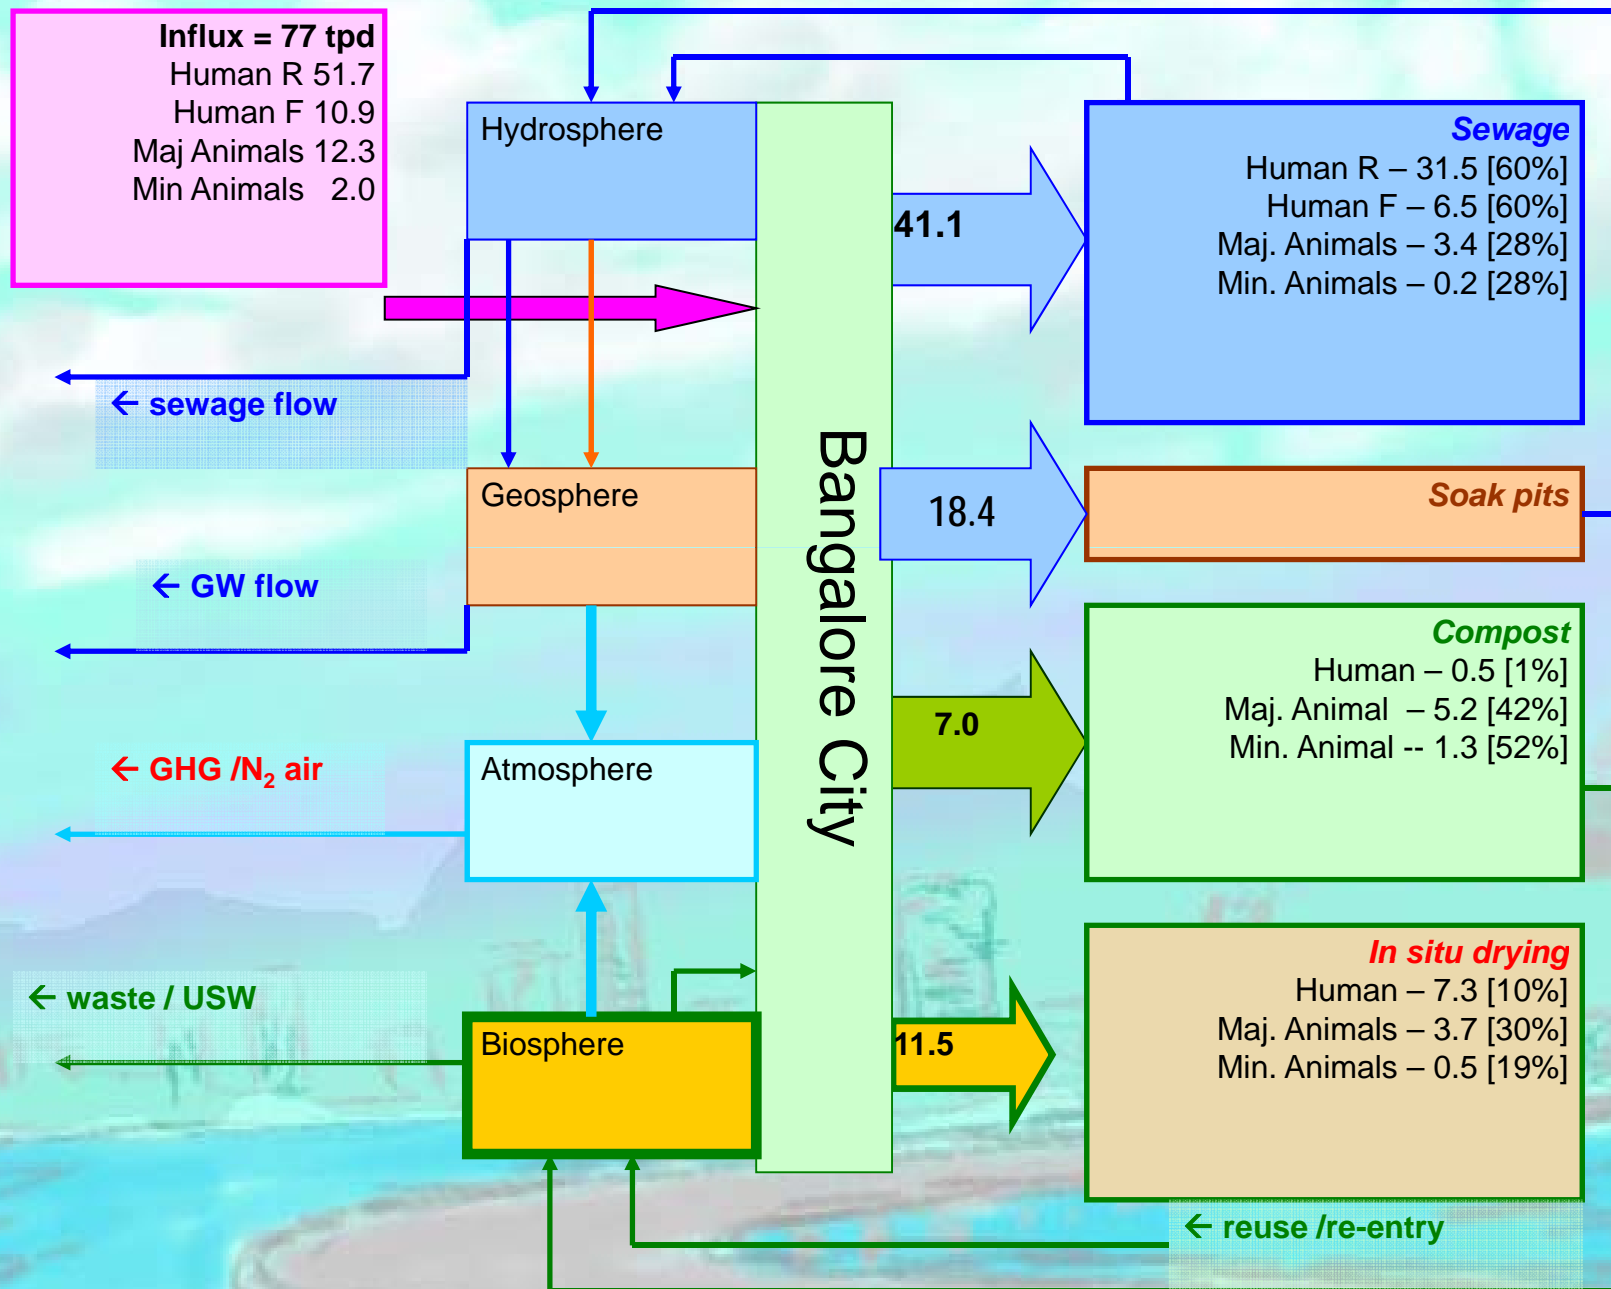 Influx = 77 tpd
Human R 51.7
Human F 10.9
Maj Animals 12.3
Min Animals 2.0
Hydrosphere
← sewage flow
Geosphere
← GW flow
← GHG /N₂ air
Atmosphere
← waste / USW
Biosphere
Bangalore City
41.1
Sewage
Human R – 31.5 [60%]
Human F – 6.5 [60%]
Maj. Animals – 3.4 [28%]
Min. Animals – 0.2 [28%]
18.4
Soak pits
7.0
Compost
Human – 0.5 [1%]
Maj. Animal – 5.2 [42%]
Min. Animal -- 1.3 [52%]
11.5
In situ drying
Human – 7.3 [10%]
Maj. Animals – 3.7 [30%]
Min. Animals – 0.5 [19%]
← reuse /re-entry